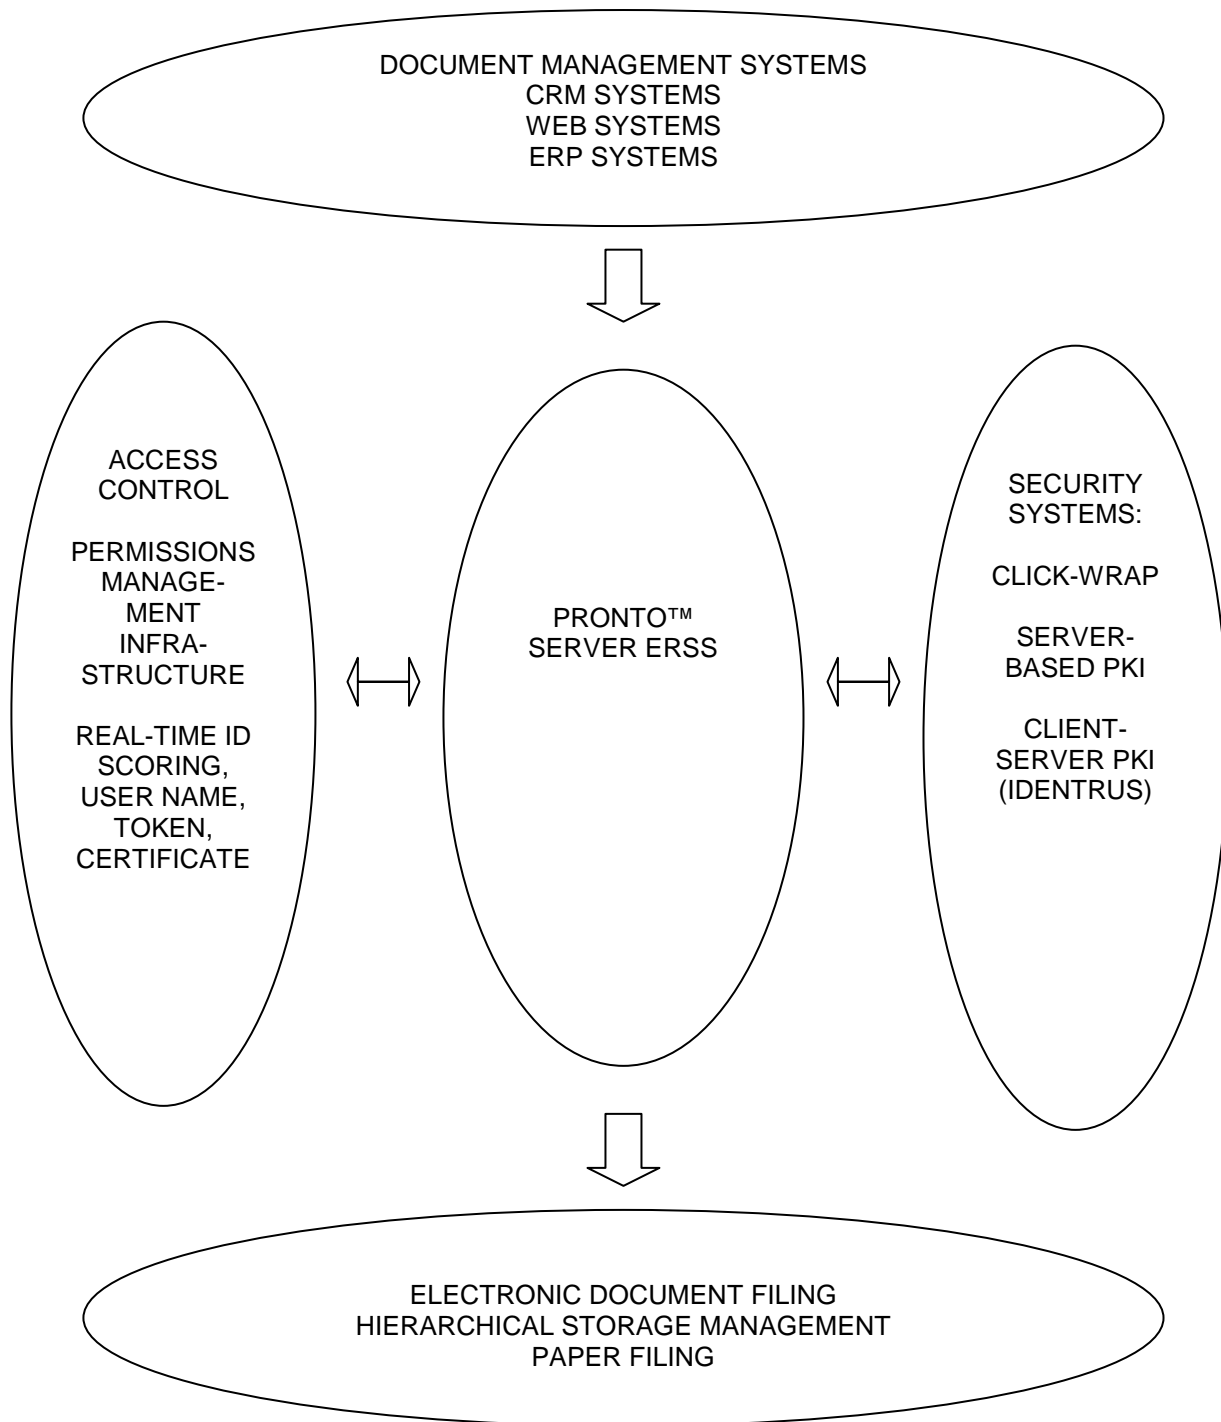 DOCUMENT MANAGEMENT SYSTEMS
CRM SYSTEMS
WEB SYSTEMS
ERP SYSTEMS
ACCESS
CONTROL
PERMISSIONS
MANAGE-
MENT
INFRA-
STRUCTURE
REAL-TIME ID
SCORING,
USER NAME,
TOKEN,
CERTIFICATE
PRONTO™
SERVER ERSS
SECURITY
SYSTEMS:
CLICK-WRAP
SERVER-
BASED PKI
CLIENT-
SERVER PKI
(IDENTRUS)
ELECTRONIC DOCUMENT FILING
HIERARCHICAL STORAGE MANAGEMENT
PAPER FILING